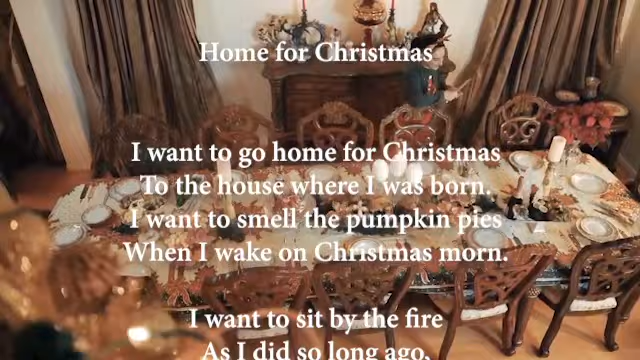 Home for Christmas
I want to go home for Christmas
To the house where I was born.
I want to smell the pumpkin pies
When I wake on Christmas morn.
I want to sit by the fire
As I did so long ago,